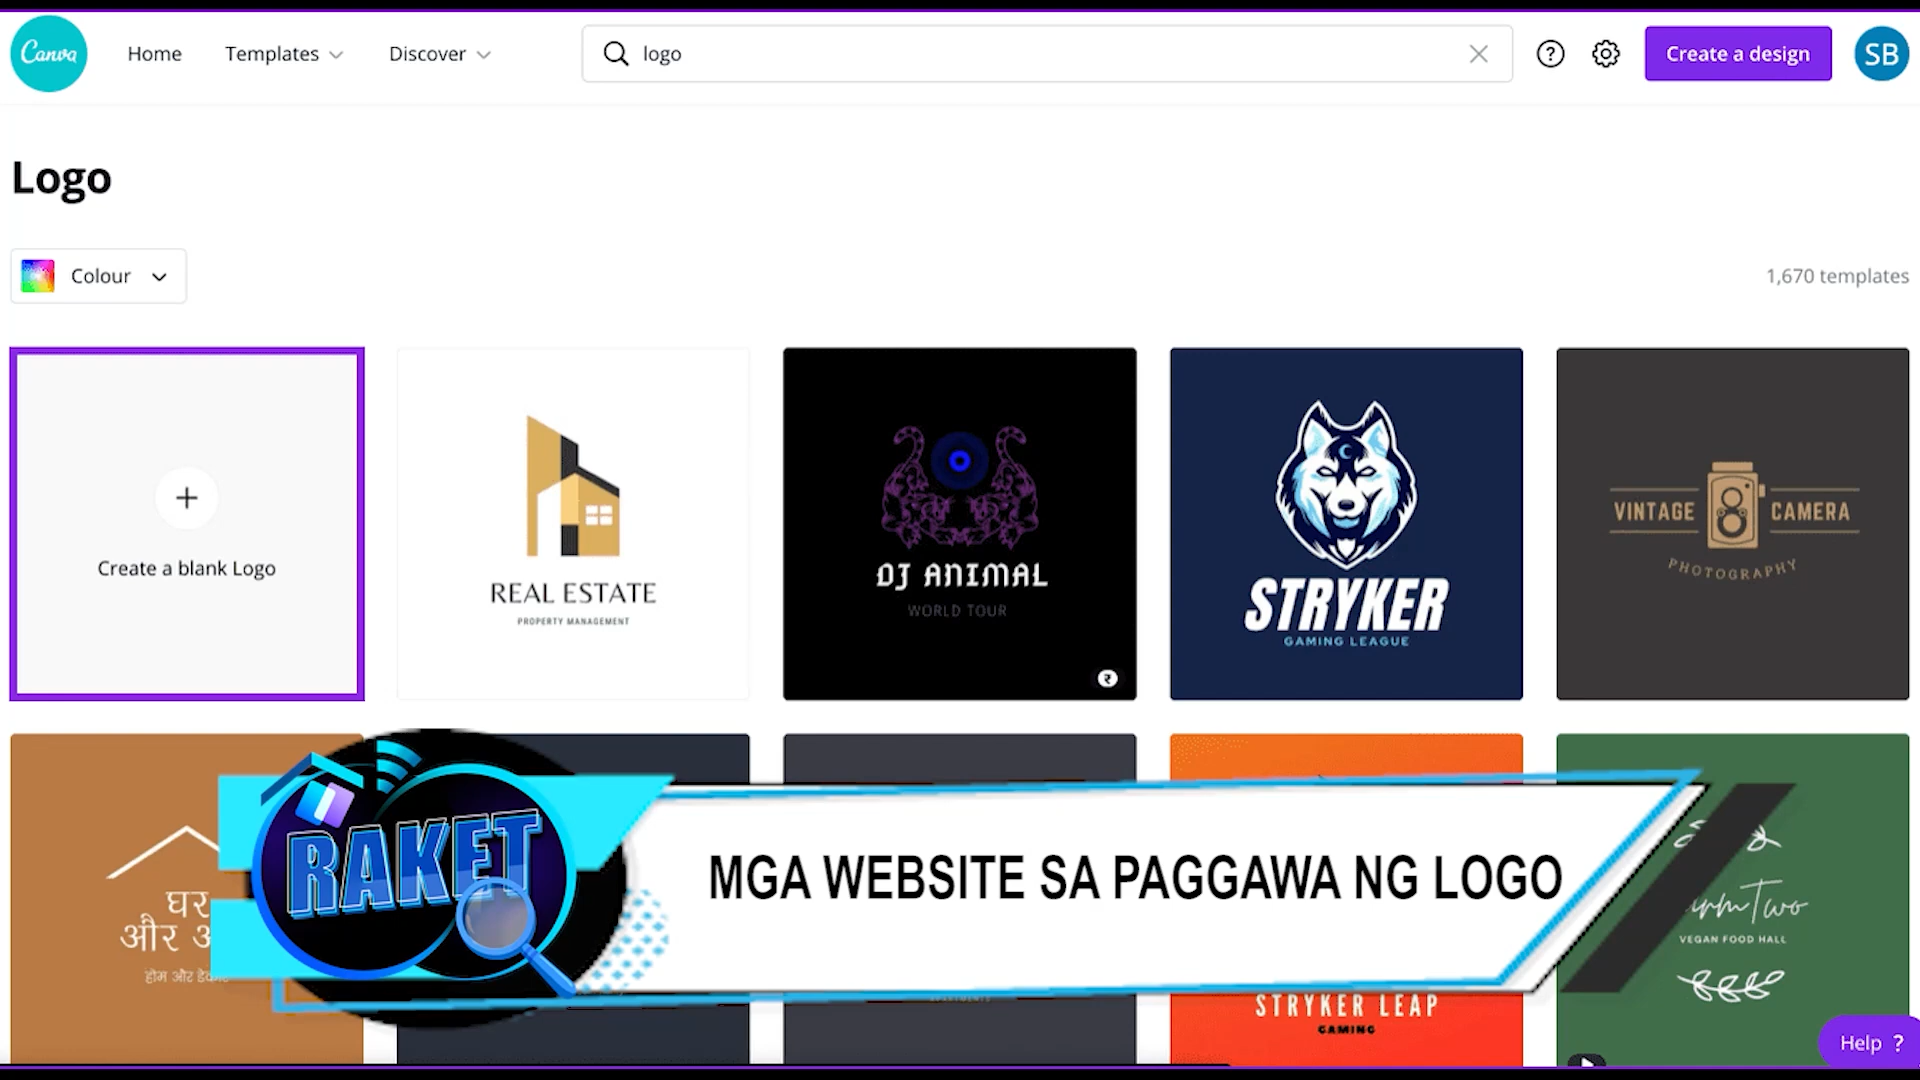 Canva
Home
Templates
Discover
logo
Create a design
SB
Logo
Colour
1,670 templates
Create a blank Logo
REAL ESTATE
PROPERTY MANAGEMENT
DJ ANIMAL
WORLD TOUR
STRYKER
GAMING LEAGUE
VINTAGE CAMERA
PHOTOGRAPHY
घर
और
होम और
RAKET
MGA WEBSITE SA PAGGAWA NG LOGO
STRYKER LEAP
GAMING
Two
VEGAN FOOD HALL
Help ?